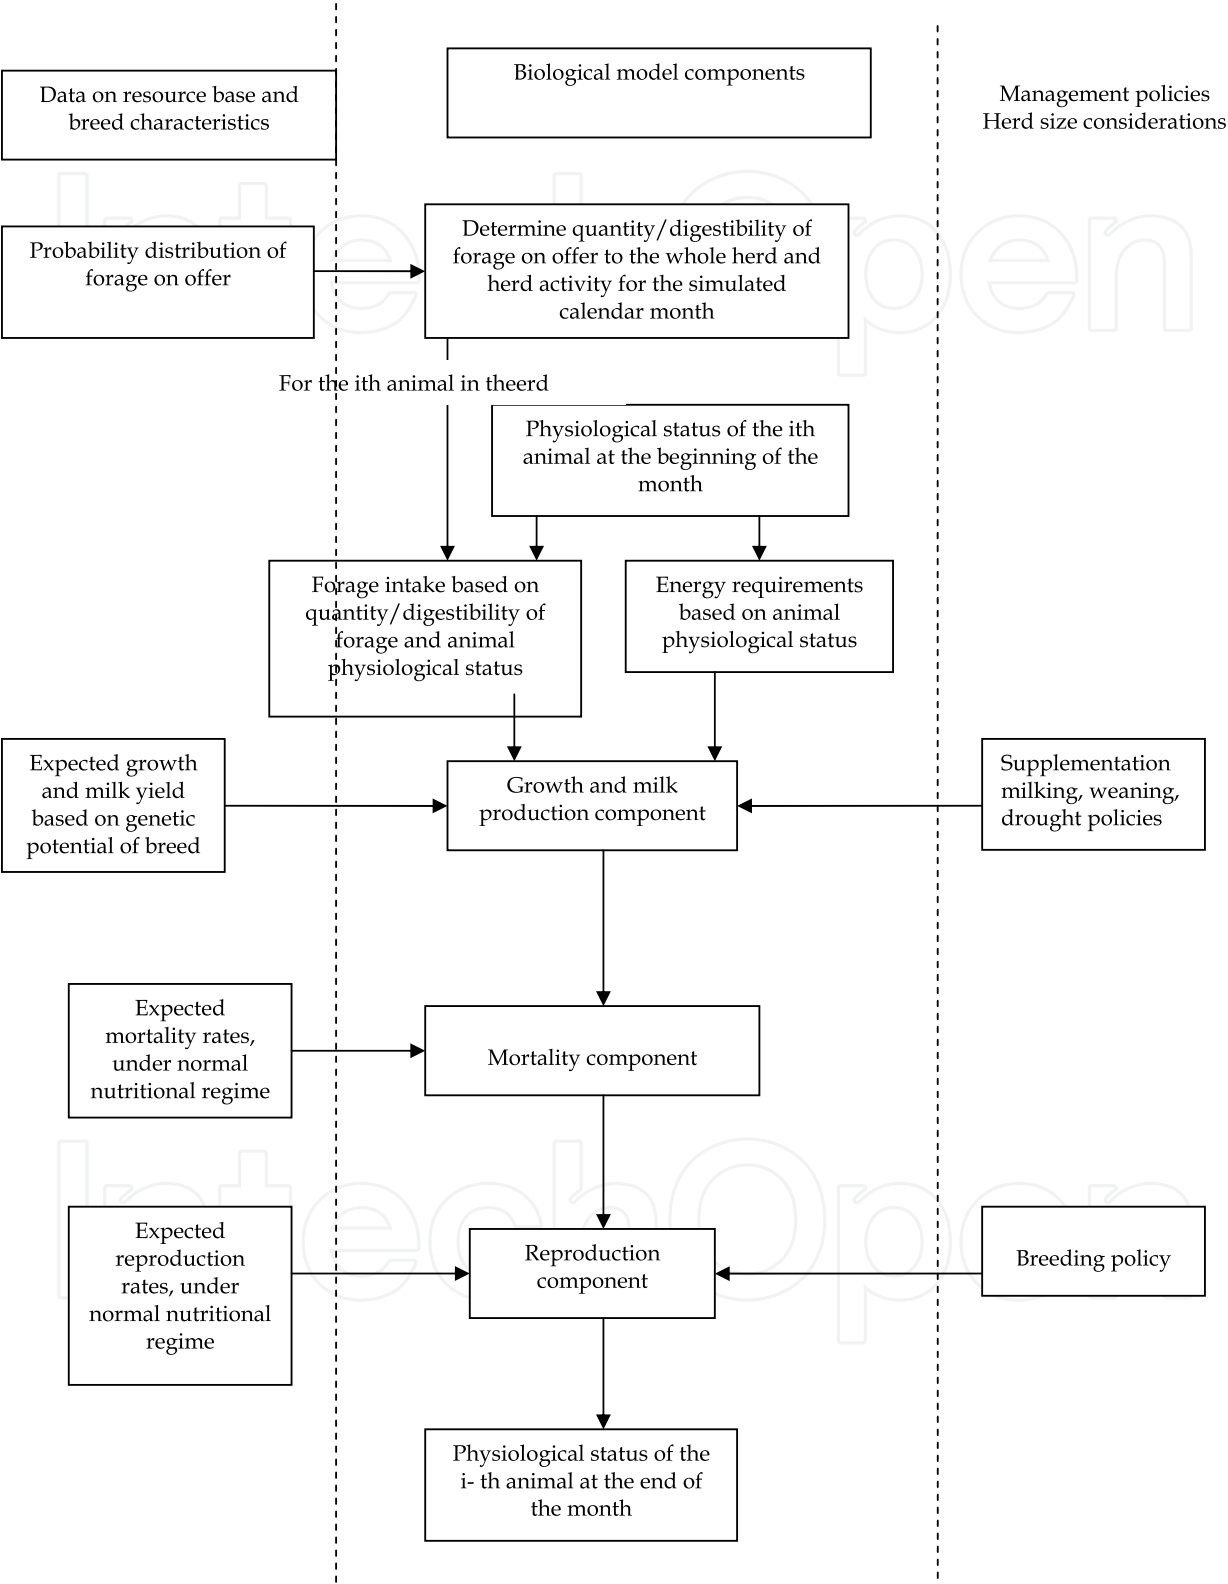 Data on resource base and
breed characteristics
Biological model components
Management policies
Herd size considerations
Probability distribution of
forage on offer
Determine quantity/digestibility of
forage on offer to the whole herd and
herd activity for the simulated
calendar month
For the ith animal in theerd
Physiological status of the ith
animal at the beginning of the
month
Forage intake based on
quantity/digestibility of
forage and animal
physiological status
Energy requirements
based on animal
physiological status
Expected growth
and milk yield
based on genetic
potential of breed
Growth and milk
production component
Supplementation
milking, weaning,
drought policies
Expected
mortality rates,
under normal
nutritional regime
Mortality component
Expected
reproduction
rates, under
normal nutritional
regime
Reproduction
component
Breeding policy
Physiological status of the
i- th animal at the end of
the month
IntechOpen
IntechOpen